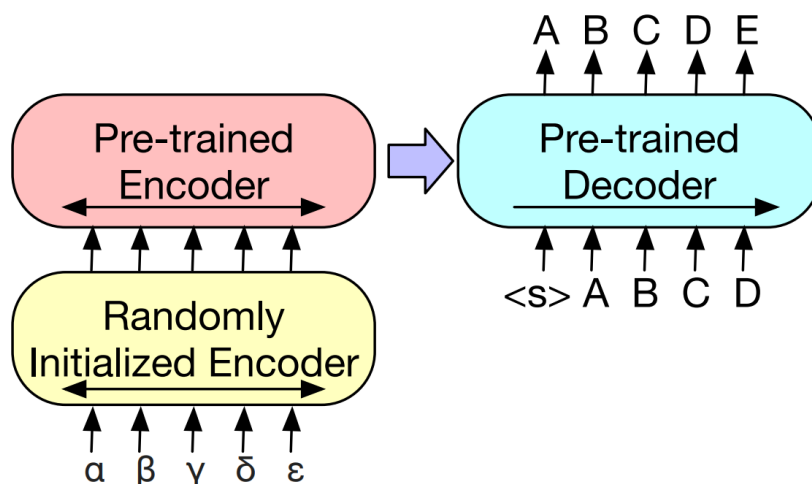 A B C D E
Pre-trained
Encoder
Pre-trained
Decoder
<s> A B C D
Randomly
Initialized Encoder
α β γ δ ε